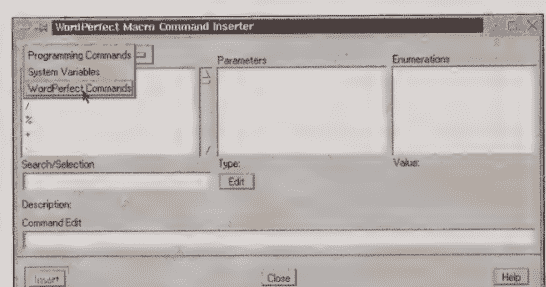 WordPerfect Macro Command Inserter
Programming Commands
System Variables
WordPerfect Commands
/
%
+
Parameters
Enumerations
Search/Selection
Type:
Value:
Edit
Description:
Command Edit
Insert
Close
Help